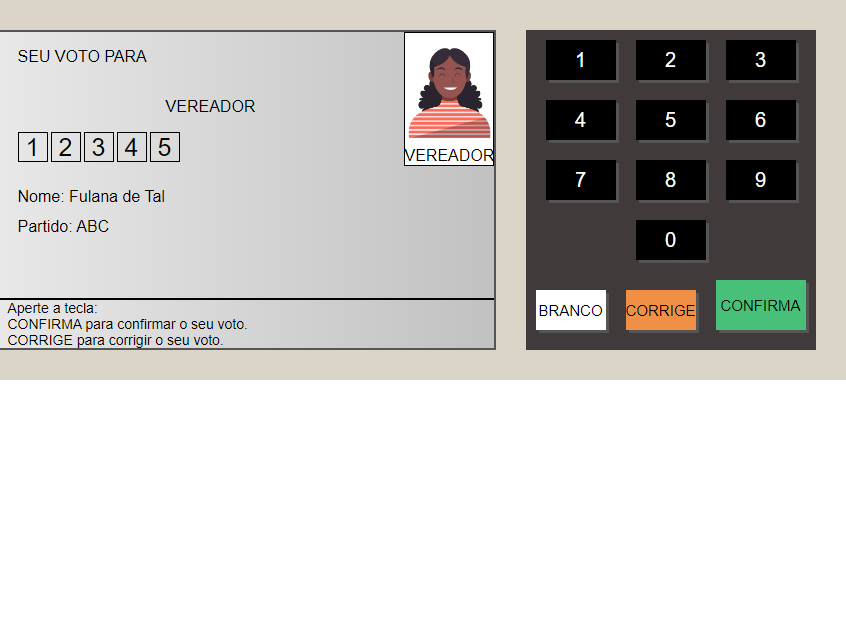 SEU VOTO PARA
VEREADOR
1 2 3 4 5
Nome: Fulana de Tal
Partido: ABC
VEREADOR
Aperte a tecla:
CONFIRMA para confirmar o seu voto.
CORRIGE para corrigir o seu voto.
1 2 3
4 5 6
7 8 9
0
BRANCO CORRIGE CONFIRMA